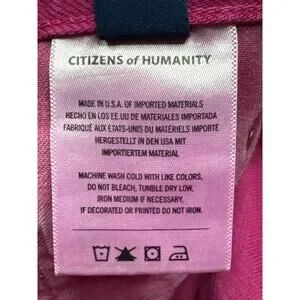 CITIZENS of HUMANITY
MADE IN U.S.A. OF IMPORTED MATERIALS
HECHO EN LOS EE.UU DE MATERIALES IMPORTADA
FABRIQUÉ AUX ETATS-UNIS DU MATÉRIELS IMPORTE
HERGESTELLT IN DEN USA MIT
IMPORTIERTEM MATERIAL
MACHINE WASH COLD WITH LIKE COLORS,
DO NOT BLEACH, TUMBLE DRY LOW,
IRON MEDIUM IF NECESSARY,
IF DECORATED OR PRINTED DO NOT IRON.